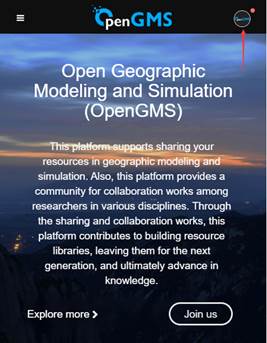 OpenGMS
Open Geographic
Modeling and Simulation
(OpenGMS)
This platform supports sharing your
resources in geographic modeling and
simulation. Also, this platform provides a
community for collaboration works among
researchers in various disciplines. Through
the sharing and collaboration works, this
platform contributes to building resource
libraries, leaving them for the next
generation, and ultimately advance in
knowledge.
Explore more
Join us